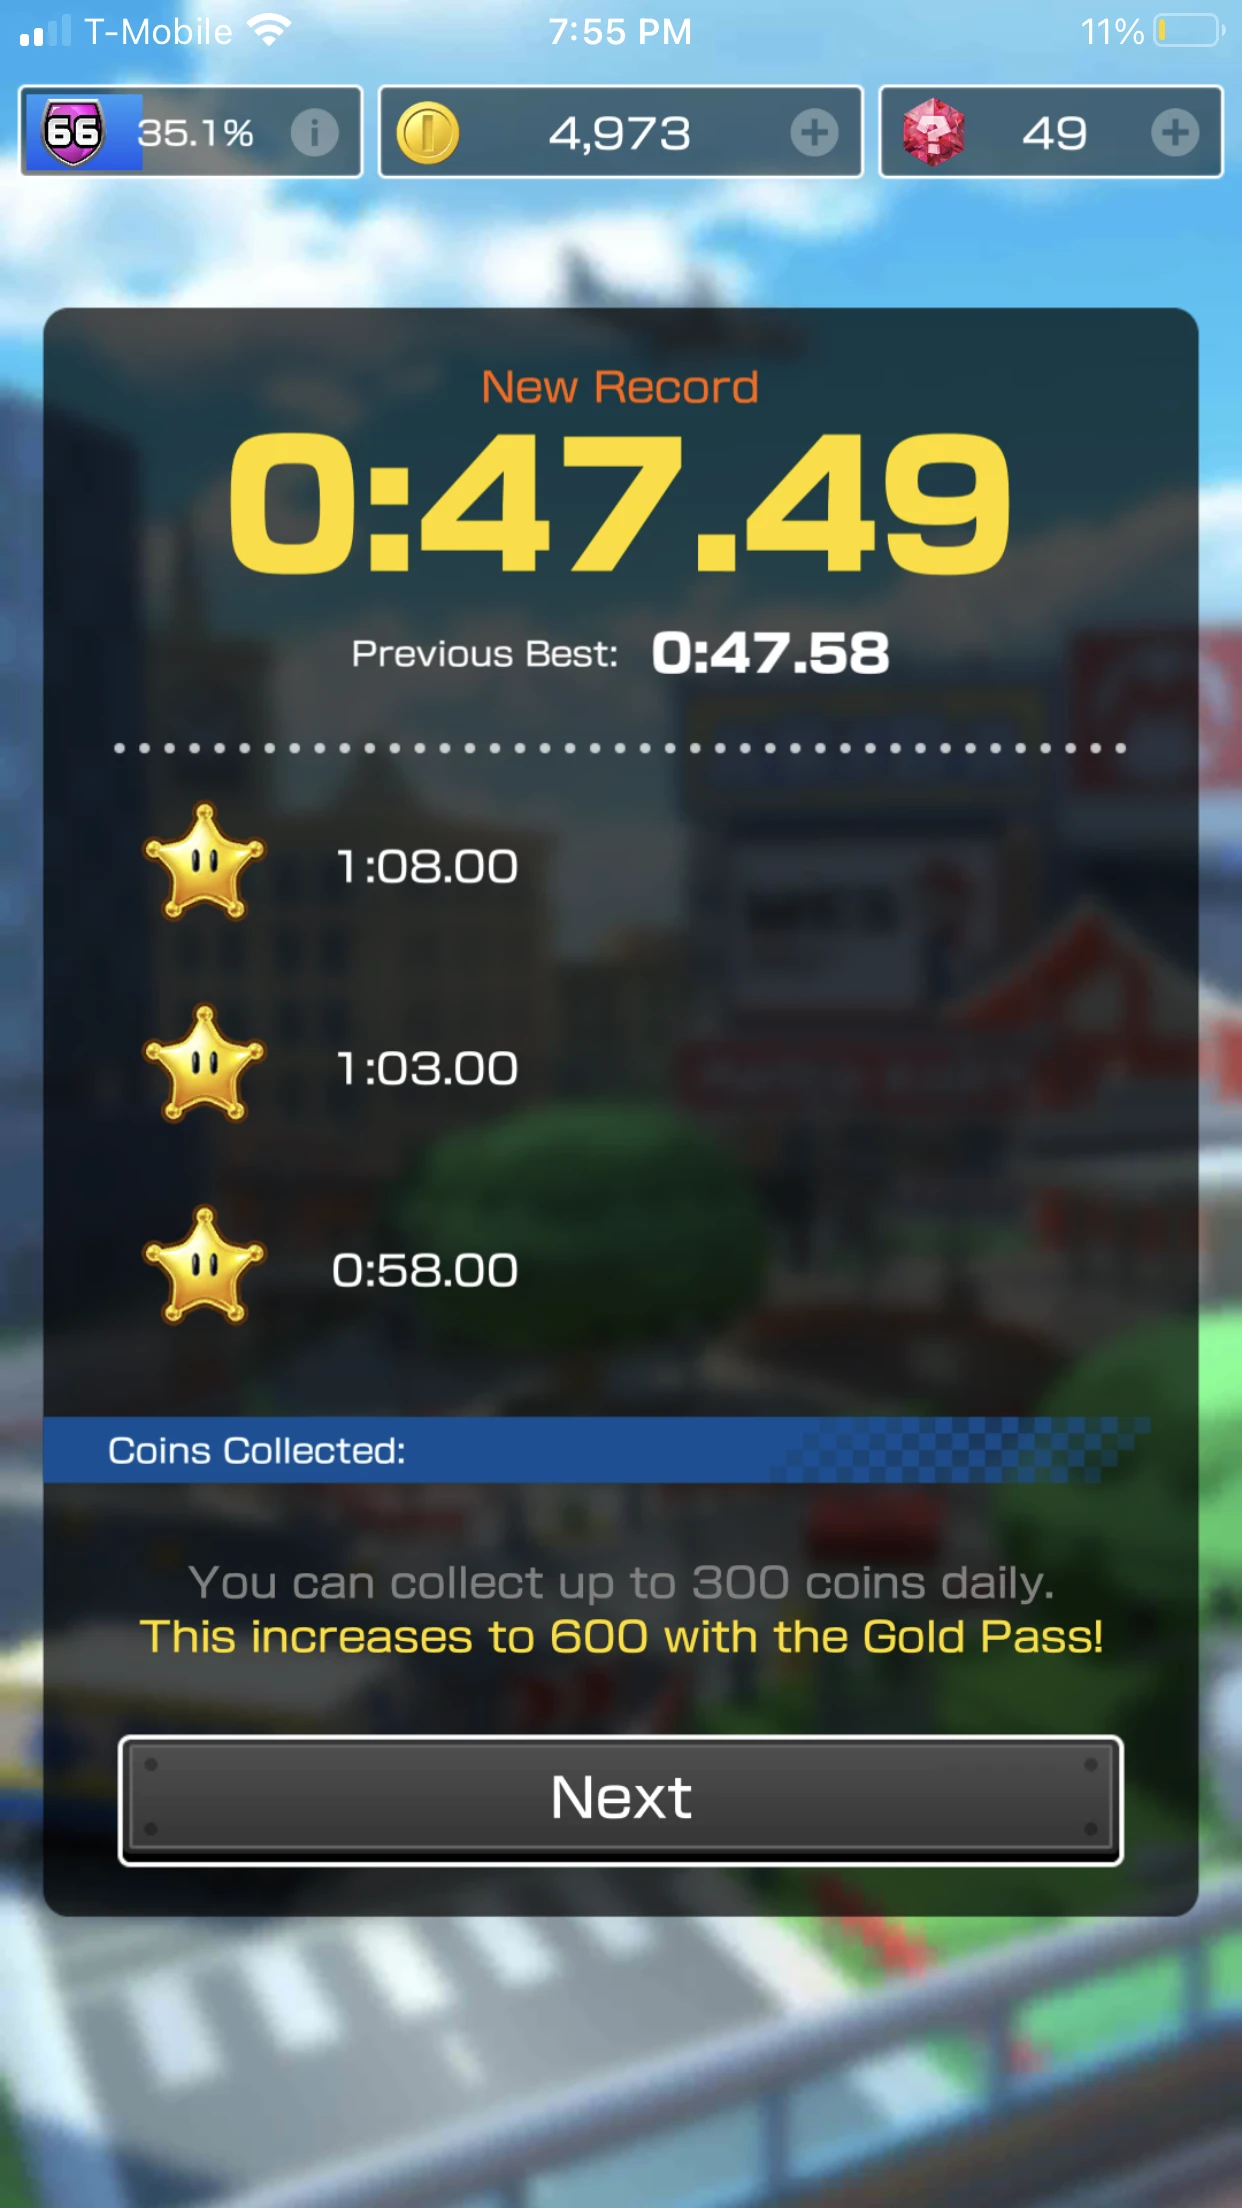 T-Mobile 7:55 PM 11%
66 35.1% i 4,973 + ? 49 +
New Record
0:47.49
Previous Best: 0:47.58
1:08.00
1:03.00
0:58.00
Coins Collected:
You can collect up to 300 coins daily.
This increases to 600 with the Gold Pass!
Next